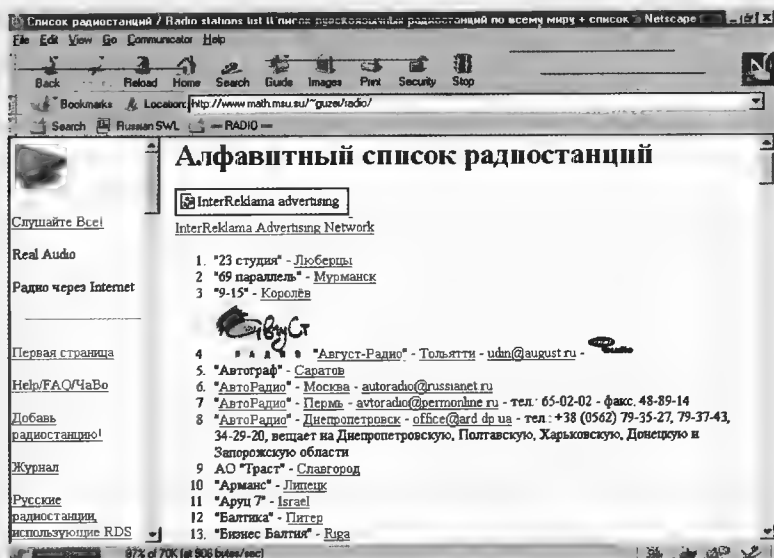 Список радиостанций / Radio stations list Список русскоязычных радиостанций по всему миру + список - Netscape
File Edit View Go Communicator Help
Back Reload Home Search Guide Images Print Security Stop
Bookmarks Location: http://www.math.msu.su/~guzev/radio/
Search Russian SWL — RADIO —
Слушайте Все!
Real Audio
Радио через Internet
Первая страница
Help/FAQ/ЧаВо
Добавь
радиостанцию!
Журнал
Русские
радиостанции,
использующие RDS
Алфавитный список радиостанций
InterReklama advertising
InterReklama Advertising Network
1. "23 студия" - Люберцы
2 "69 параллель" - Мурманск
3 "9-15" - Королёв
Август
4 РАДИО "Август-Радио" - Тольятти - udin@august.ru -
5. "Автограф" - Саратов
6. "АвтоРадио" - Москва - autoradio@russianet.ru
7 "АвтоРадио" - Пермь - avtoradio@permonline.ru - тел.: 65-02-02 - факс. 48-89-14
8 "АвтоРадио" - Днепропетровск - office@ard.dp.ua - тел.: +38 (0562) 79-35-27, 79-37-43,
34-29-20, вещает на Днепропетровскую, Полтавскую, Харьковскую, Донецкую и
Запорожскую области
9 АО "Траст" - Славгород
10 "Арманс" - Липецк
11 "Аруц 7" - Israel
12 "Балтика" - Питер
13. "Бизнес Балтия" - Riga
97% of 70K (at 906 bytes/sec)